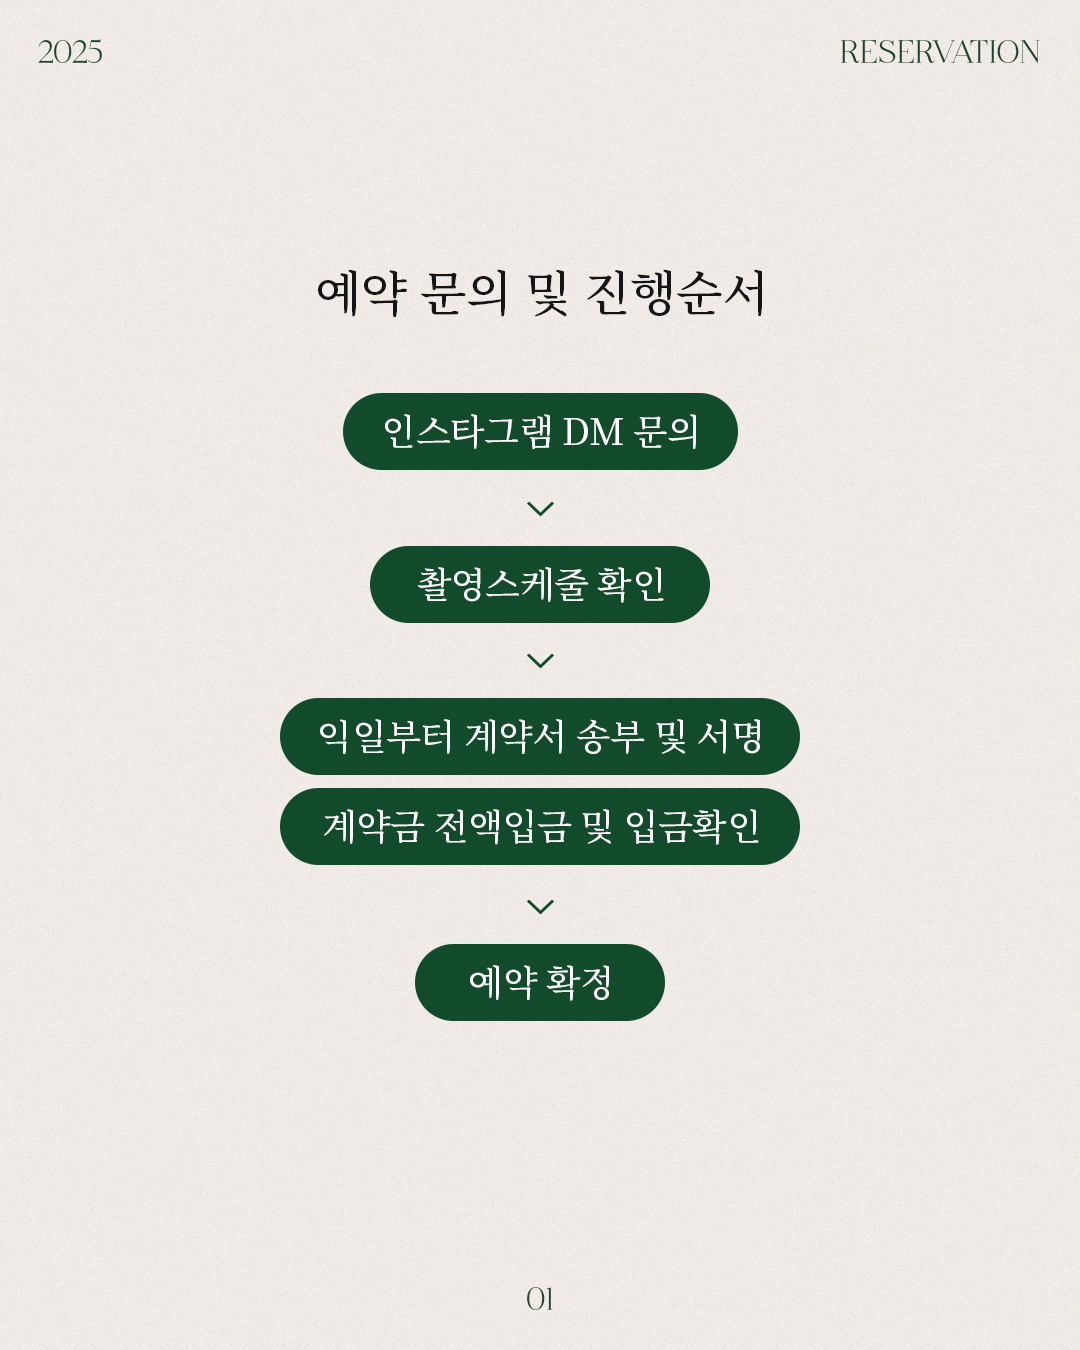 2025
RESERVATION
예약 문의 및 진행순서
인스타그램 DM 문의
촬영스케줄 확인
익일부터 계약서 송부 및 서명
계약금 전액입금 및 입금확인
예약 확정
01